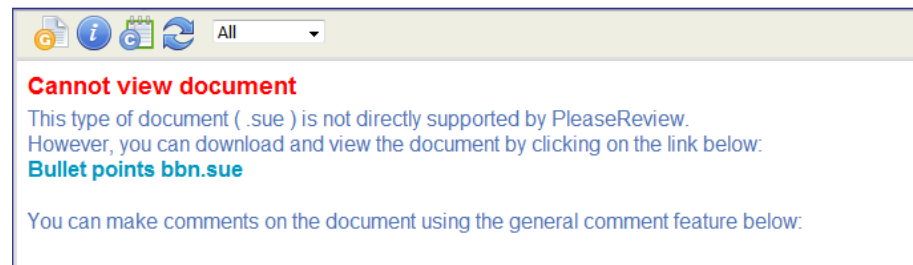 G i C All
Cannot view document
This type of document ( .sue ) is not directly supported by PleaseReview.
However, you can download and view the document by clicking on the link below:
Bullet points bbn.sue
You can make comments on the document using the general comment feature below: